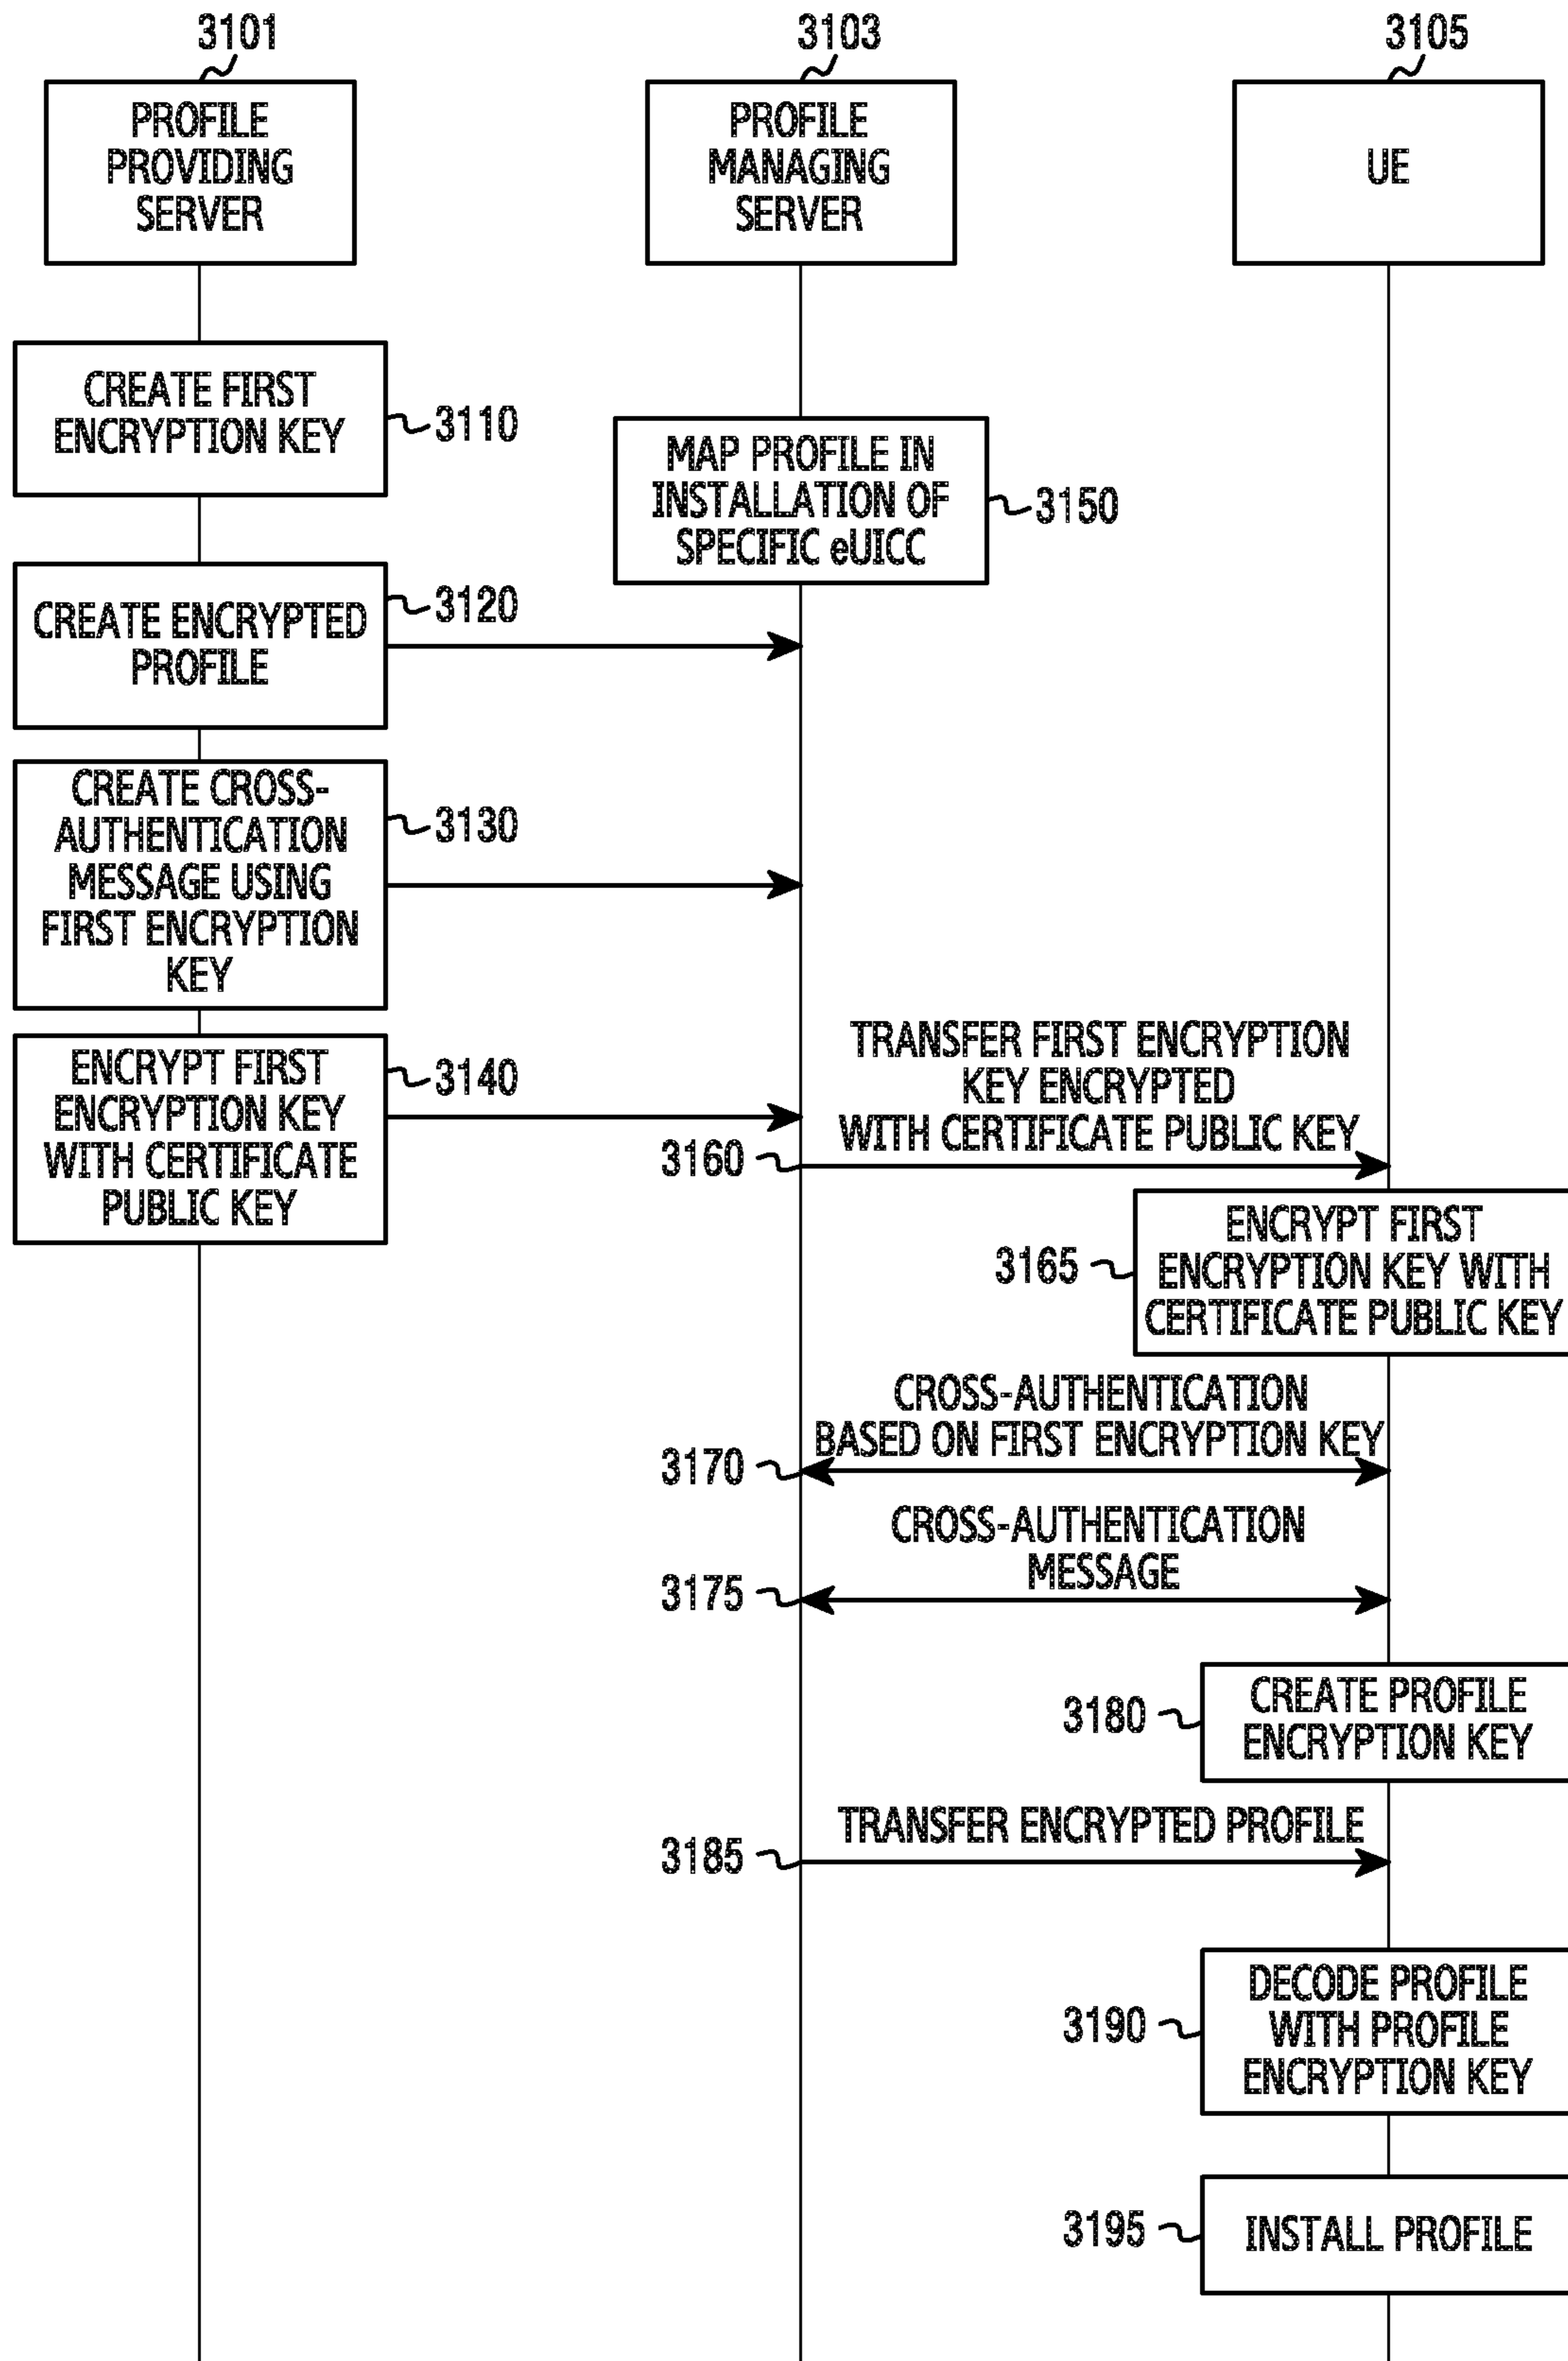 3101
3103
3105
PROFILE
PROVIDING
SERVER
PROFILE
MANAGING
SERVER
UE
CREATE FIRST
ENCRYPTION KEY
3110
MAP PROFILE IN
INSTALLATION OF
SPECIFIC eUICC
3150
CREATE ENCRYPTED
PROFILE
3120
CREATE CROSS-
AUTHENTICATION
MESSAGE USING
FIRST ENCRYPTION
KEY
3130
ENCRYPT FIRST
ENCRYPTION KEY
WITH CERTIFICATE
PUBLIC KEY
3140
TRANSFER FIRST ENCRYPTION
KEY ENCRYPTED
WITH CERTIFICATE PUBLIC KEY
3160
ENCRYPT FIRST
ENCRYPTION KEY WITH
CERTIFICATE PUBLIC KEY
3165
CROSS-AUTHENTICATION
BASED ON FIRST ENCRYPTION KEY
3170
CROSS-AUTHENTICATION
MESSAGE
3175
CREATE PROFILE
ENCRYPTION KEY
3180
TRANSFER ENCRYPTED PROFILE
3185
DECODE PROFILE
WITH PROFILE
ENCRYPTION KEY
3190
3195
INSTALL PROFILE